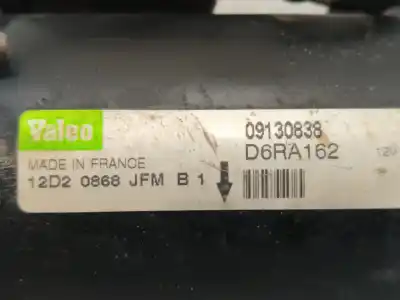 Valeo
09130838
D6RA162
12V
MADE IN FRANCE
12D2 0868 JFM B 1